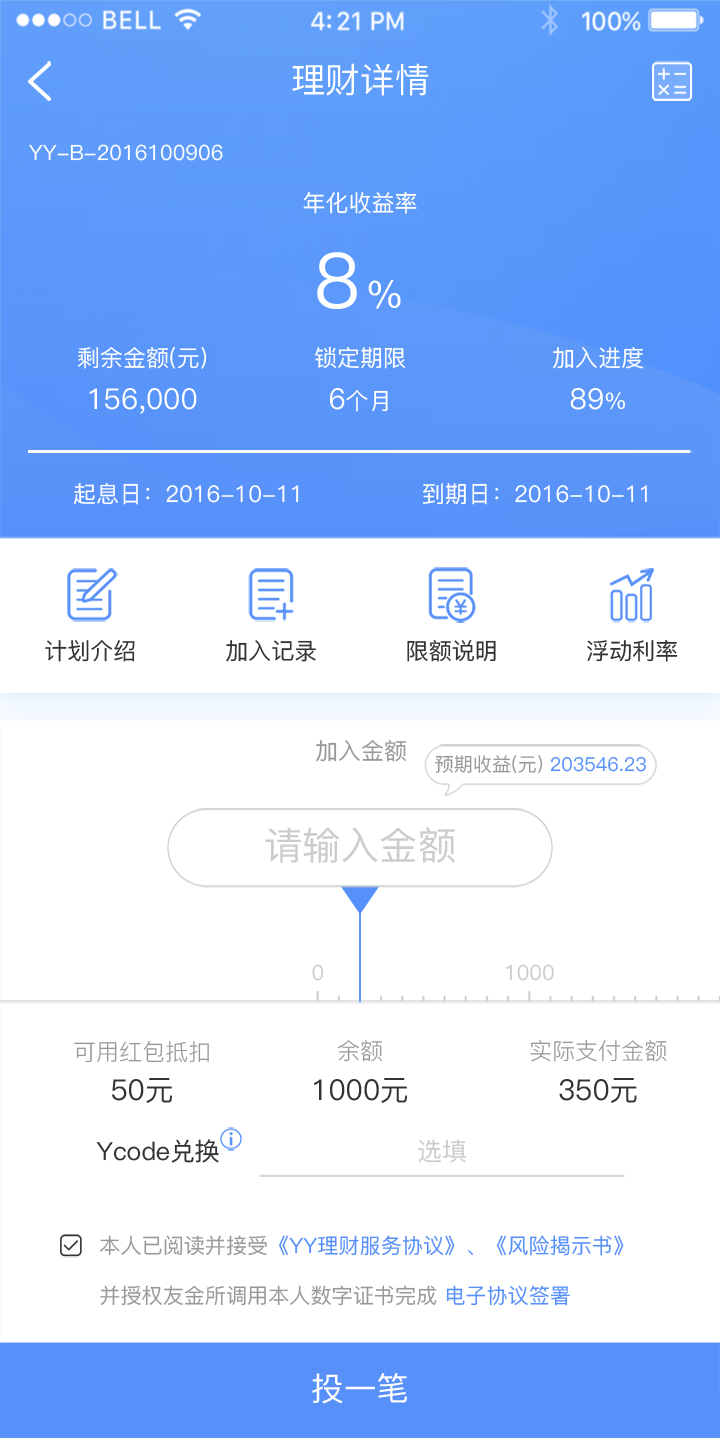 BELL 4:21 PM 100%
理财详情
YY-B-2016100906
年化收益率
8%
剩余金额(元) 锁定期限 加入进度
156,000 6个月 89%
起息日：2016-10-11 到期日：2016-10-11
计划介绍 加入记录 限额说明 浮动利率
加入金额 预期收益(元) 203546.23
请输入金额
0 1000
可用红包抵扣 余额 实际支付金额
50元 1000元 350元
Ycode兑换 选填
本人已阅读并接受《YY理财服务协议》、《风险揭示书》
并授权友金所调用本人数字证书完成 电子协议签署
投一笔